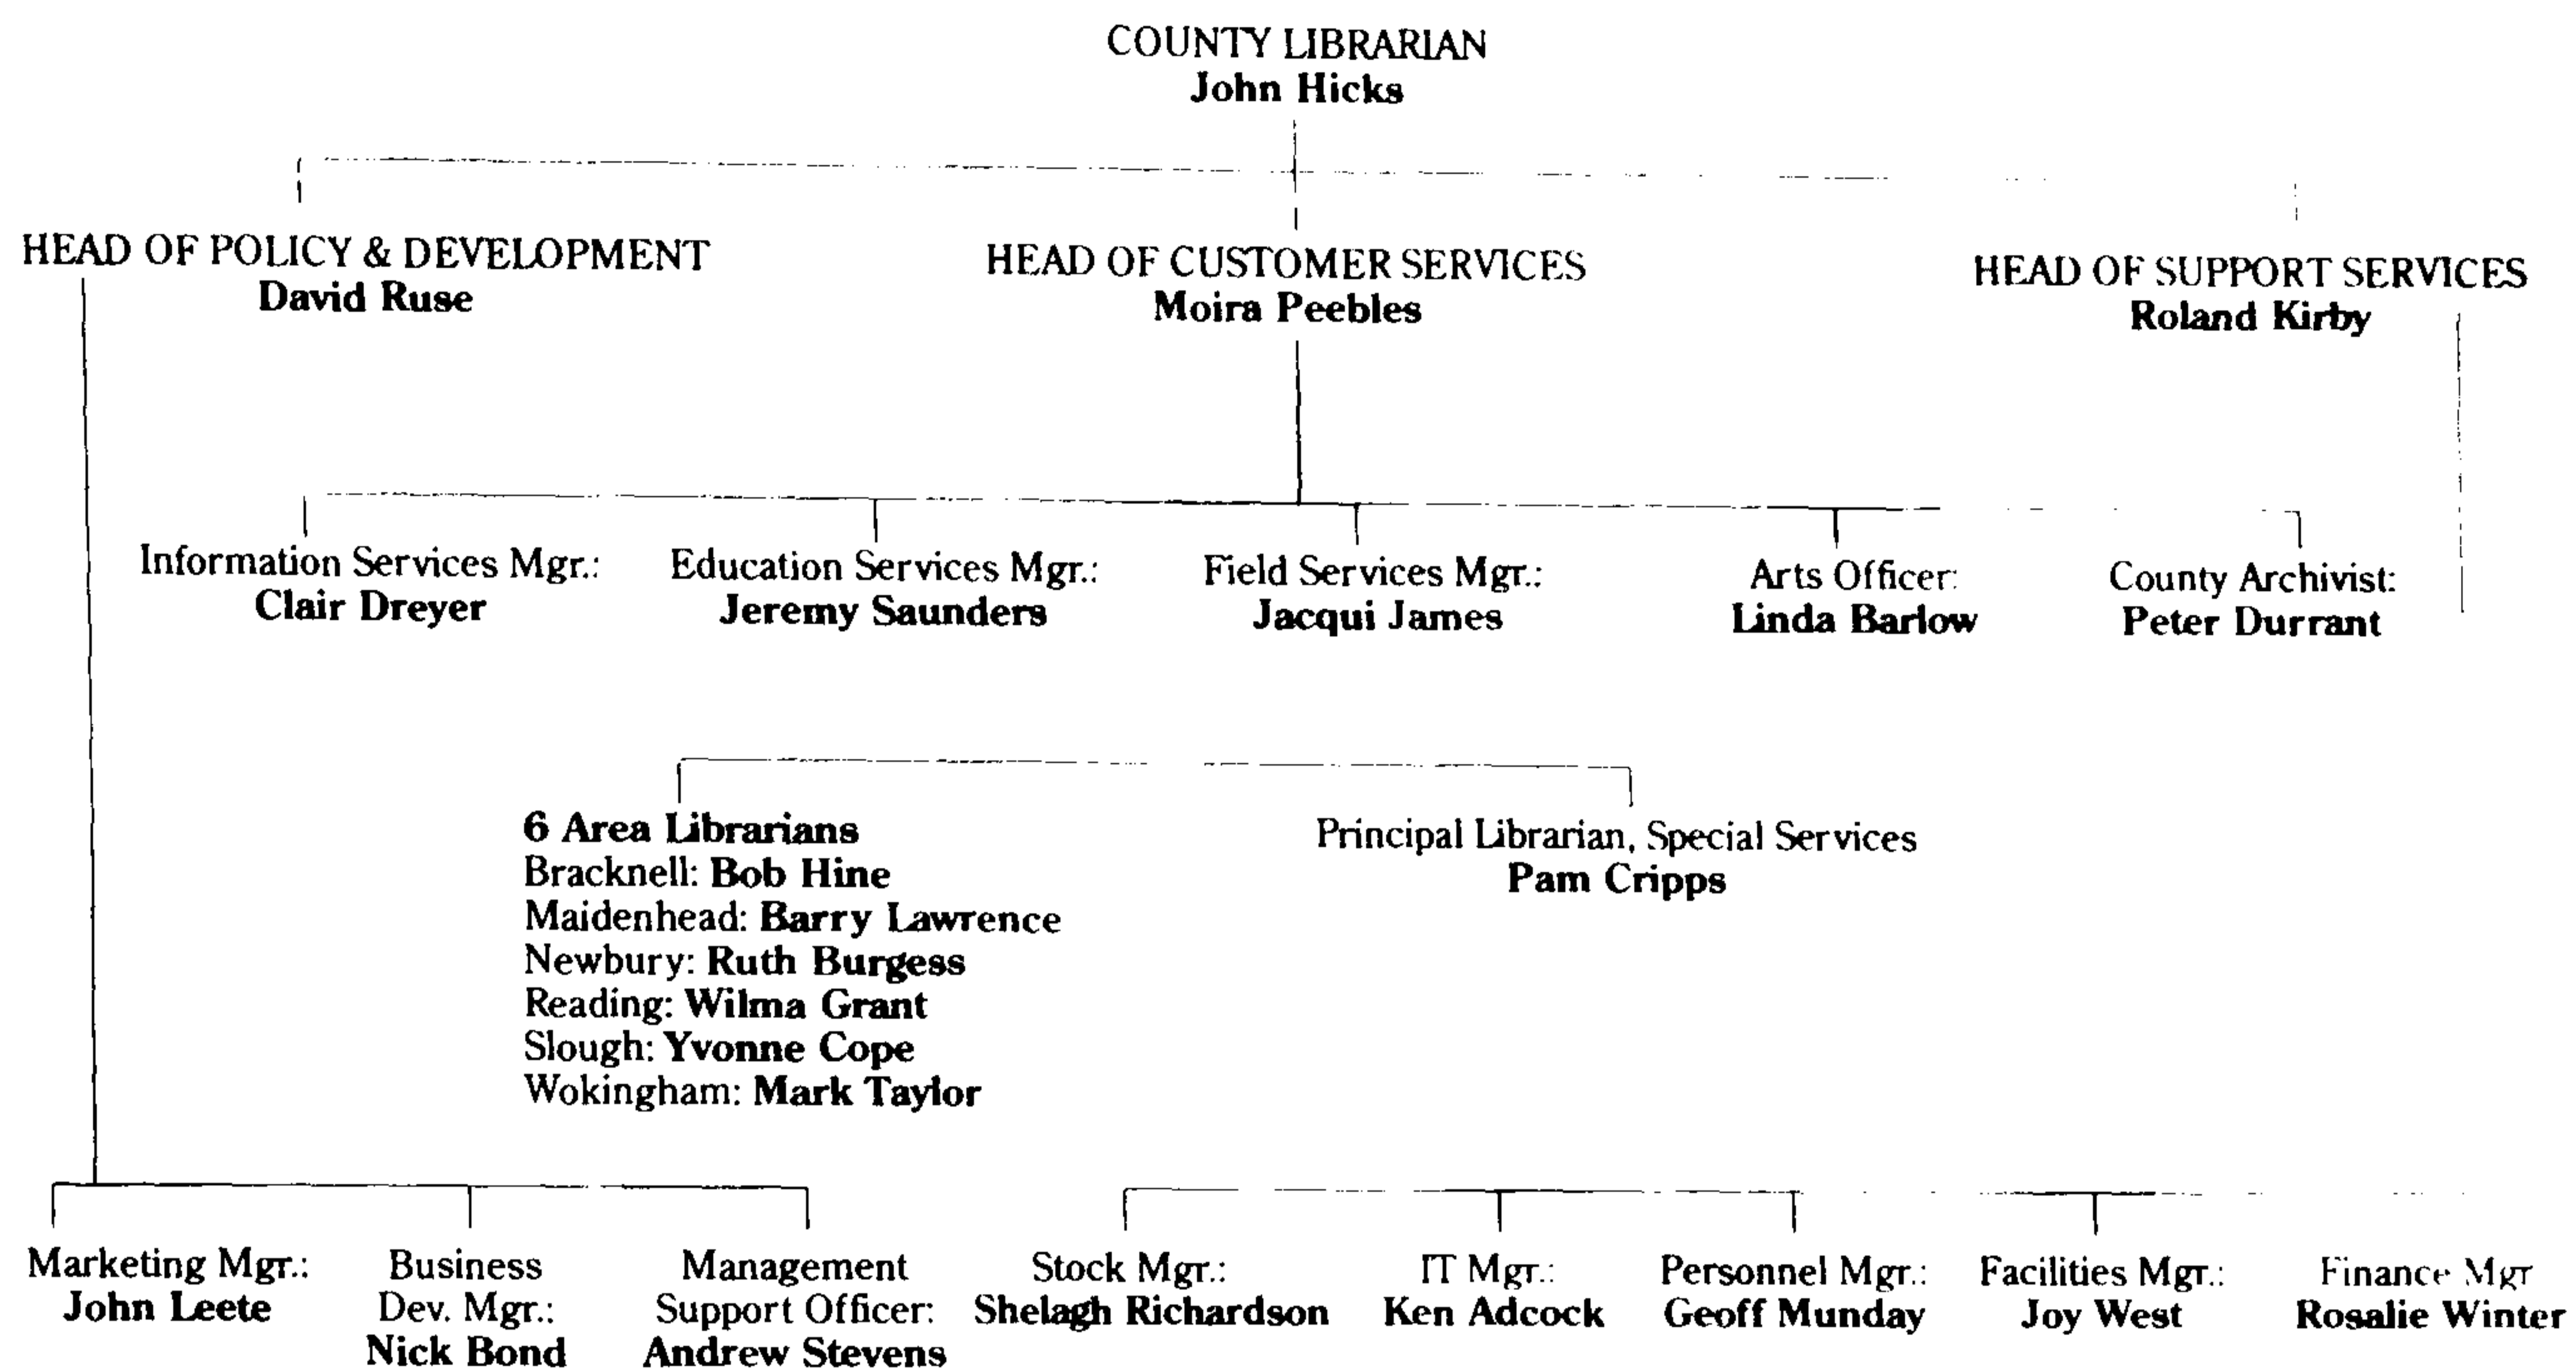 COUNTY LIBRARIAN
John Hicks
HEAD OF POLICY & DEVELOPMENT
David Ruse
HEAD OF CUSTOMER SERVICES
Moira Peebles
HEAD OF SUPPORT SERVICES
Roland Kirby
Information Services Mgr.:
Clair Dreyer
Education Services Mgr.:
Jeremy Saunders
Field Services Mgr.:
Jacqui James
Arts Officer:
Linda Barlow
County Archivist:
Peter Durrant
6 Area Librarians
Bracknell: Bob Hine
Maidenhead: Barry Lawrence
Newbury: Ruth Burgess
Reading: Wilma Grant
Slough: Yvonne Cope
Wokingham: Mark Taylor
Principal Librarian, Special Services
Pam Cripps
Marketing Mgr.:
John Leete
Business
Dev. Mgr.:
Nick Bond
Management
Support Officer:
Andrew Stevens
Stock Mgr.:
Shelagh Richardson
IT Mgr.:
Ken Adcock
Personnel Mgr.:
Geoff Munday
Facilities Mgr.:
Joy West
Finance Mgr
Rosalie Winter